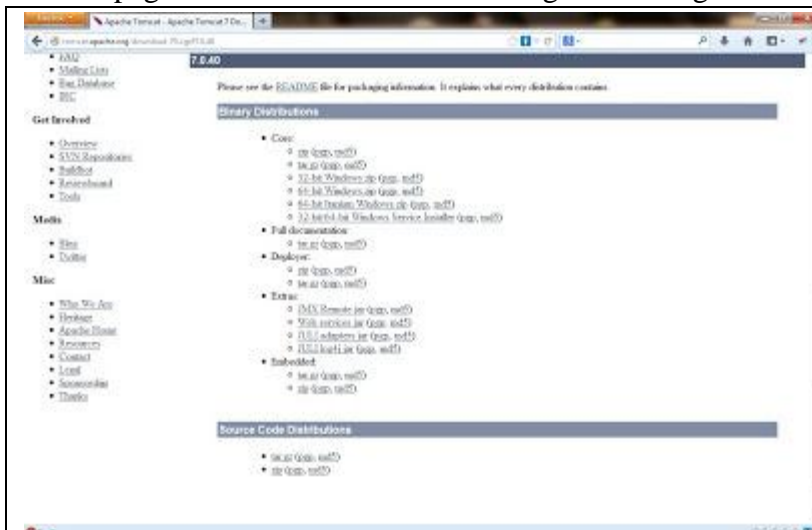 Apache Tomcat - Apache Tomcat 7 Do...
FAQ
Mailing Lists
Bug Database
IRC
Get Involved
Overview
SVN Repositories
Buildbot
Reviewboard
Tools
Media
Blog
Twitter
Misc
Who We Are
Heritage
Apache Home
Resources
Contact
Legal
Sponsorship
Thanks
7.0.40
Please see the README file for packaging information. It explains what every distribution contains.
Binary Distributions
Core:
zip (pgp, md5)
tar.gz (pgp, md5)
32-bit Windows zip (pgp, md5)
64-bit Windows zip (pgp, md5)
64-bit Itanium Windows zip (pgp, md5)
32-bit/64-bit Windows Service Installer (pgp, md5)
Full documentation:
tar.gz (pgp, md5)
Deployer:
zip (pgp, md5)
tar.gz (pgp, md5)
Extras:
JMX Remote jar (pgp, md5)
Web services jar (pgp, md5)
JULI adapters jar (pgp, md5)
JULI log4j jar (pgp, md5)
Embedded:
tar.gz (pgp, md5)
zip (pgp, md5)
Source Code Distributions
tar.gz (pgp, md5)
zip (pgp, md5)